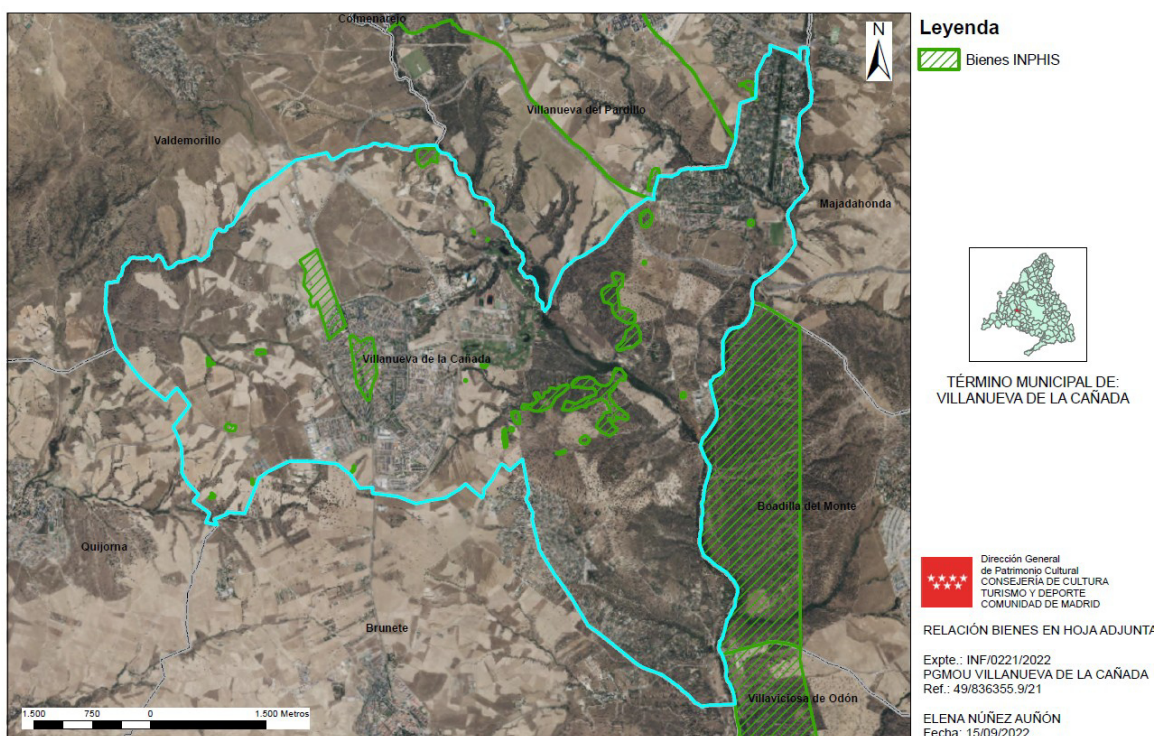 Colmenarejo
N
Villanueva del Pardillo
Valdemorillo
Majadahonda
Villanueva de la Cañada
Boadilla del Monte
Quijorna
Brunete
Villaviciosa de Odón
1.500 750 0 1.500 Metros
Leyenda
Bienes INPHIS
TÉRMINO MUNICIPAL DE:
VILLANUEVA DE LA CAÑADA
Dirección General
de Patrimonio Cultural
CONSEJERÍA DE CULTURA
TURISMO Y DEPORTE
COMUNIDAD DE MADRID
RELACIÓN BIENES EN HOJA ADJUNTA
Expte.: INF/0221/2022
PGMOU VILLANUEVA DE LA CAÑADA
Ref.: 49/836355.9/21
ELENA NÚÑEZ AUÑÓN
Fecha: 15/09/2022